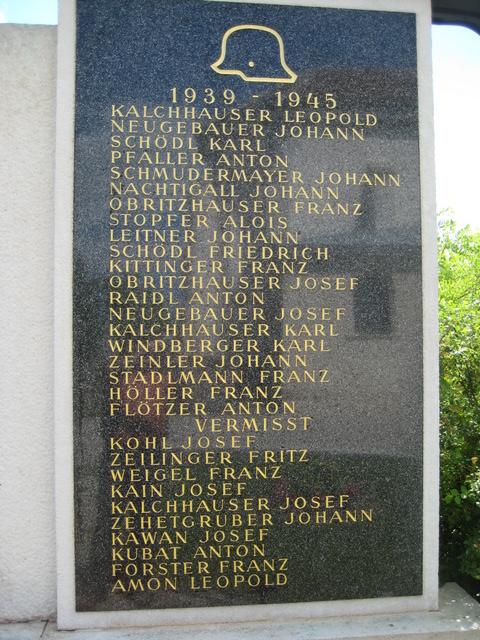 1939 - 1945
KALCHHAUSER LEOPOLD
NEUGEBAUER JOHANN
SCHÖDL KARL
PFALLER ANTON
SCHMUDERMAYER JOHANN
NACHTIGALL JOHANN
OBRITZHAUSER FRANZ
STOPFER ALOIS
LEITNER JOHANN
SCHÖDL FRIEDRICH
KITTINGER FRANZ
OBRITZHAUSER JOSEF
RAIDL ANTON
NEUGEBAUER JOSEF
KALCHHAUSER KARL
WINDBERGER KARL
ZEINLER JOHANN
STADLMANN FRANZ
HÖLLER FRANZ
FLÖTZER ANTON
VERMISST
KOHL JOSEF
ZEILINGER FRITZ
WEIGEL FRANZ
KAIN JOSEF
KALCHHAUSER JOSEF
ZEHETGRUBER JOHANN
KAWAN JOSEF
KUBAT ANTON
FORSTER FRANZ
AMON LEOPOLD